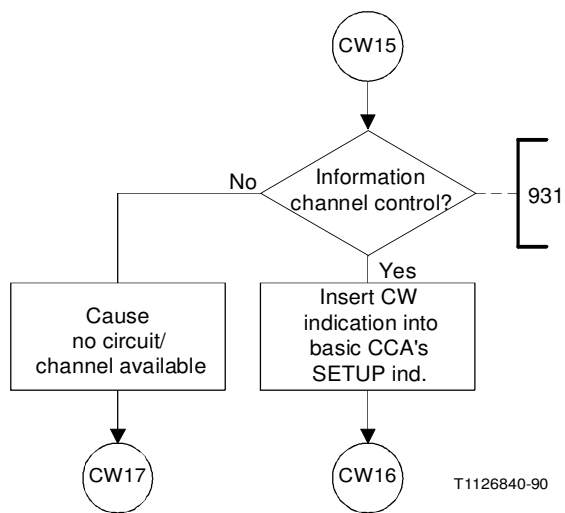 CW15
Information
channel control?
931
No
Yes
Cause
no circuit/
channel available
Insert CW
indication into
basic CCA's
SETUP ind.
CW17
CW16
T1126840-90